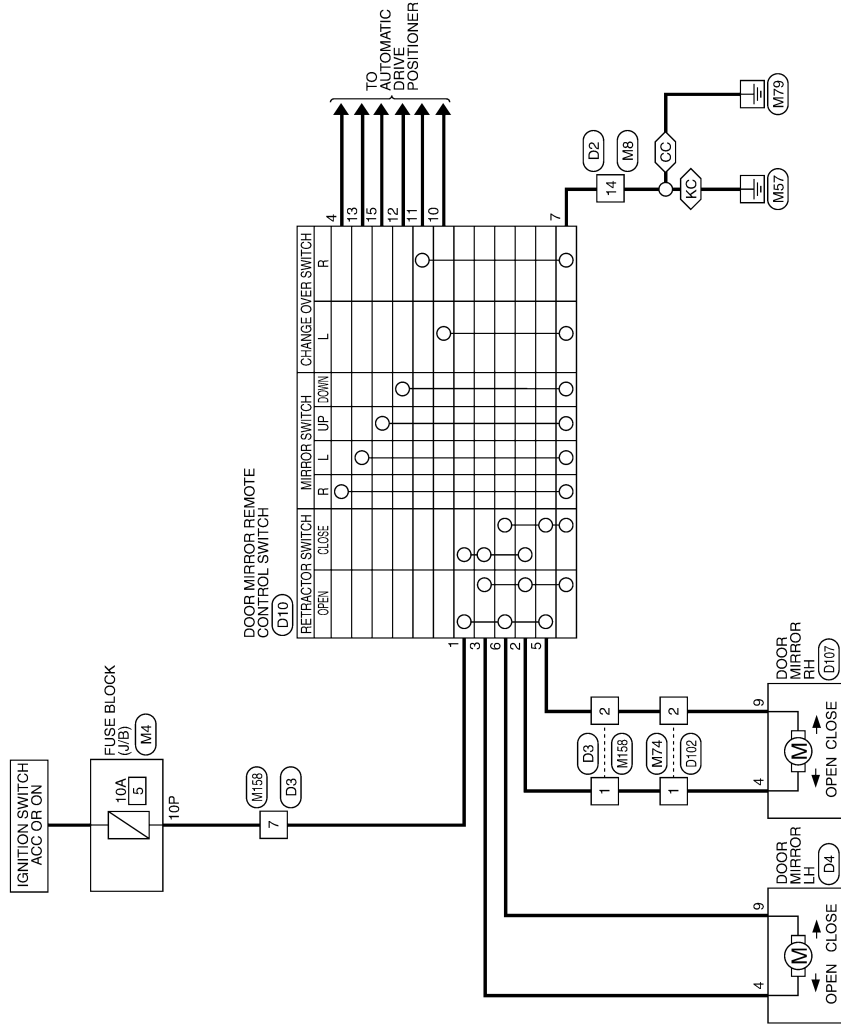 IGNITION SWITCH
ACC OR ON
FUSE BLOCK
(J/B)
M4
10A
5
10P
M158
7
D3
DOOR MIRROR REMOTE
CONTROL SWITCH
D10
RETRACTOR SWITCH
MIRROR SWITCH
CHANGE OVER SWITCH
OPEN
CLOSE
R
L
UP
DOWN
L
R
4
13
15
12
11
10
TO
AUTOMATIC
DRIVE
POSITIONER
1
3
6
2
5
7
D2
14
M8
CC
KC
M57
M79
D3
1
2
M158
M74
1
2
D102
DOOR
MIRROR
LH
D4
4
9
M
OPEN
CLOSE
DOOR
MIRROR
RH
D107
4
9
M
OPEN
CLOSE